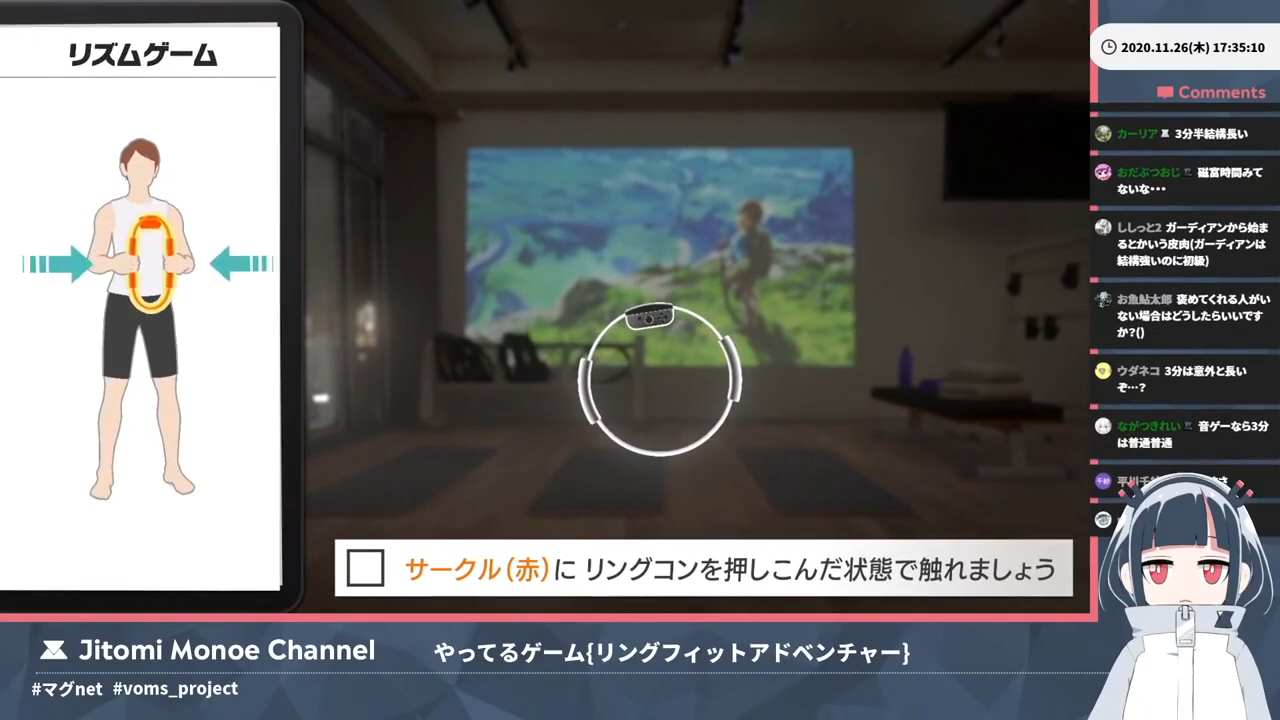 リズムゲーム
サークル(赤)に リングコンを押しこんだ状態で触れましょう
2020.11.26(木) 17:35:10
Comments
カーリア 3分半結構長い
おだぶつおじ 磁富時間みて
ないな・・・
ししっと2 ガーディアンから始ま
るとかいう皮肉(ガーディアンは
結構強いのに初級)
お魚鮎太郎 褒めてくれる人がい
ない場合はどうしたらいいです
か?()
ウダネコ 3分は意外と長い
ぞ…?
ながつきれい 音ゲーなら3分
は普通普通
千紗
Jitomi Monoe Channel
やってるゲーム{リングフィットアドベンチャー}
#マグnet #voms_project